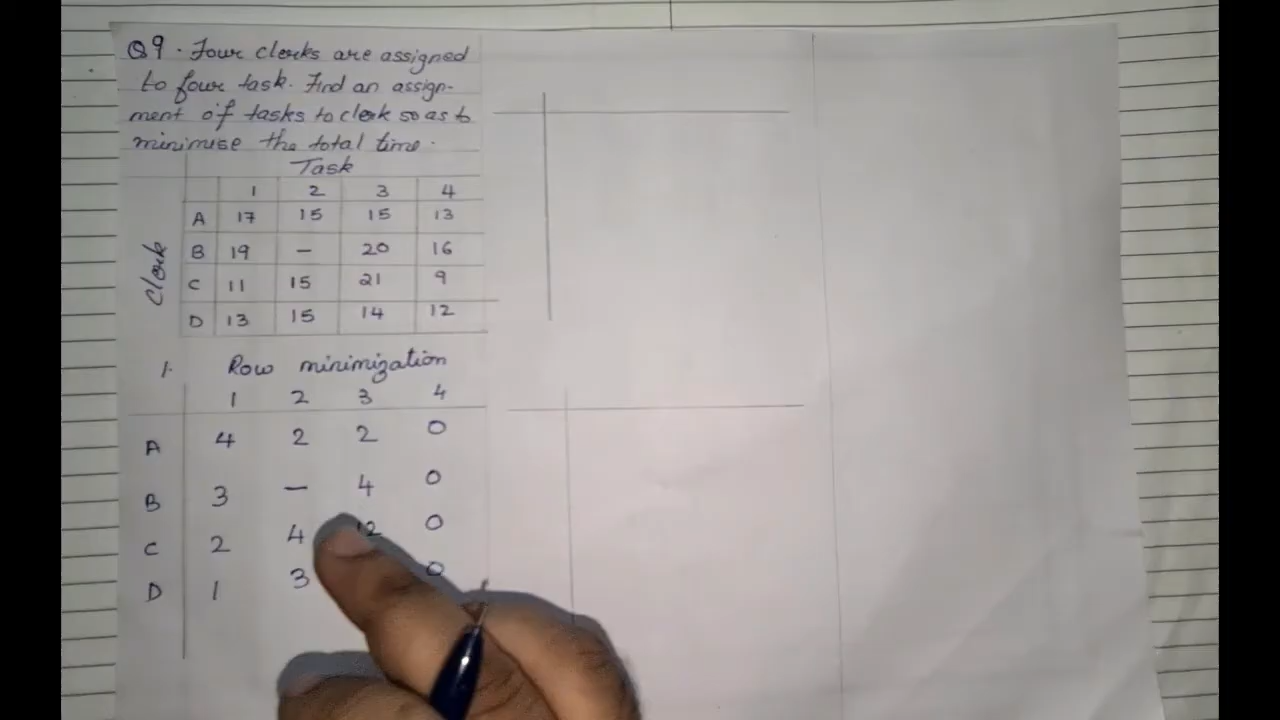 Q9. Four clerks are assigned
to four task. Find an assign-
ment of tasks to clerk so as to
minimise the total time.
Task
1 2 3 4
A 17 15 15 13
B 19 — 20 16
Clerk
C 11 15 21 9
D 13 15 14 12
1. Row minimization
1 2 3 4
A 4 2 2 0
B 3 — 4 0
C 2 4 12 0
D 1 3 0